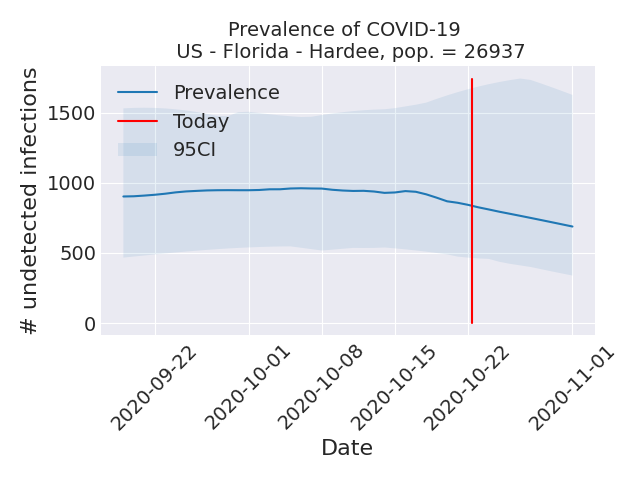 Prevalence of COVID-19
US - Florida - Hardee, pop. = 26937
# undetected infections
1500
1000
500
0
Prevalence
Today
95CI
2020-09-22
2020-10-01
2020-10-08
2020-10-15
2020-10-22
2020-11-01
Date